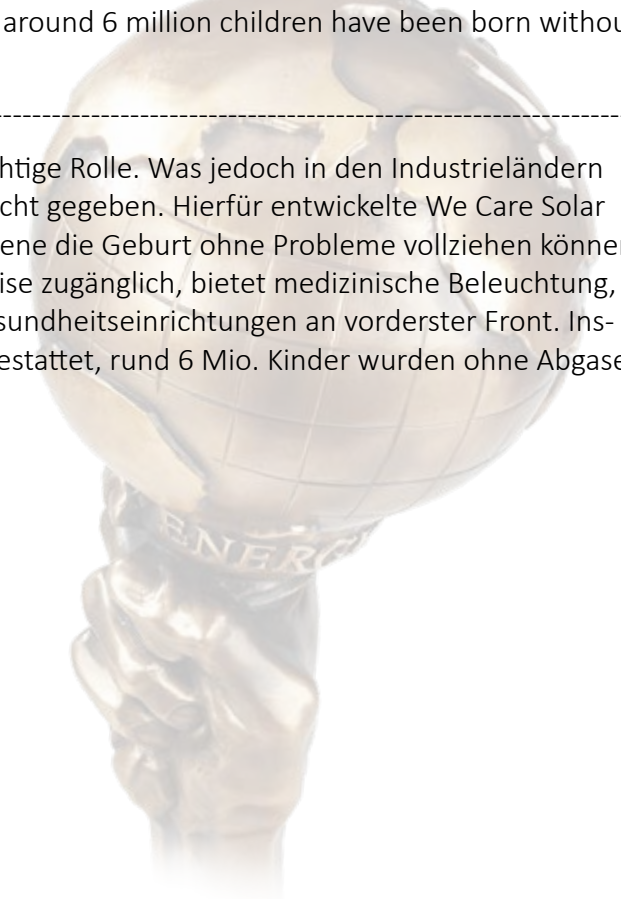 around 6 million children have been born withou
----------------------------------------------------------------------
htige Rolle. Was jedoch in den Industrieländern
cht gegeben. Hierfür entwickelte We Care Solar
ene die Geburt ohne Probleme vollziehen können
ise zugänglich, bietet medizinische Beleuchtung,
sundheitseinrichtungen an vorderster Front. Ins-
estattet, rund 6 Mio. Kinder wurden ohne Abgase
ENERGY